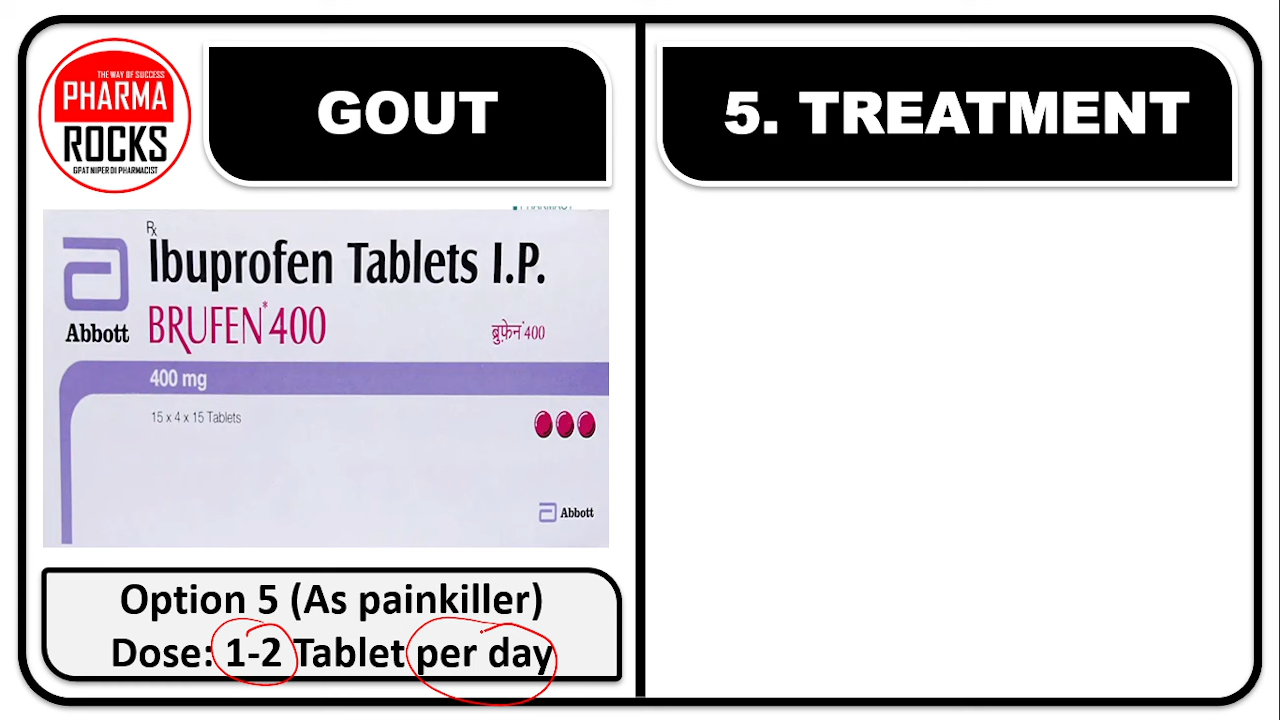 THE WAY OF SUCCESS
PHARMA
ROCKS
GPAT NIPER DI PHARMACIST
GOUT
5. TREATMENT
Rx
Ibuprofen Tablets I.P.
Abbott
BRUFEN* 400
ब्रुफ़ेन* 400
400 mg
15 x 4 x 15 Tablets
Abbott
Option 5 (As painkiller)
Dose: 1-2 Tablet per day